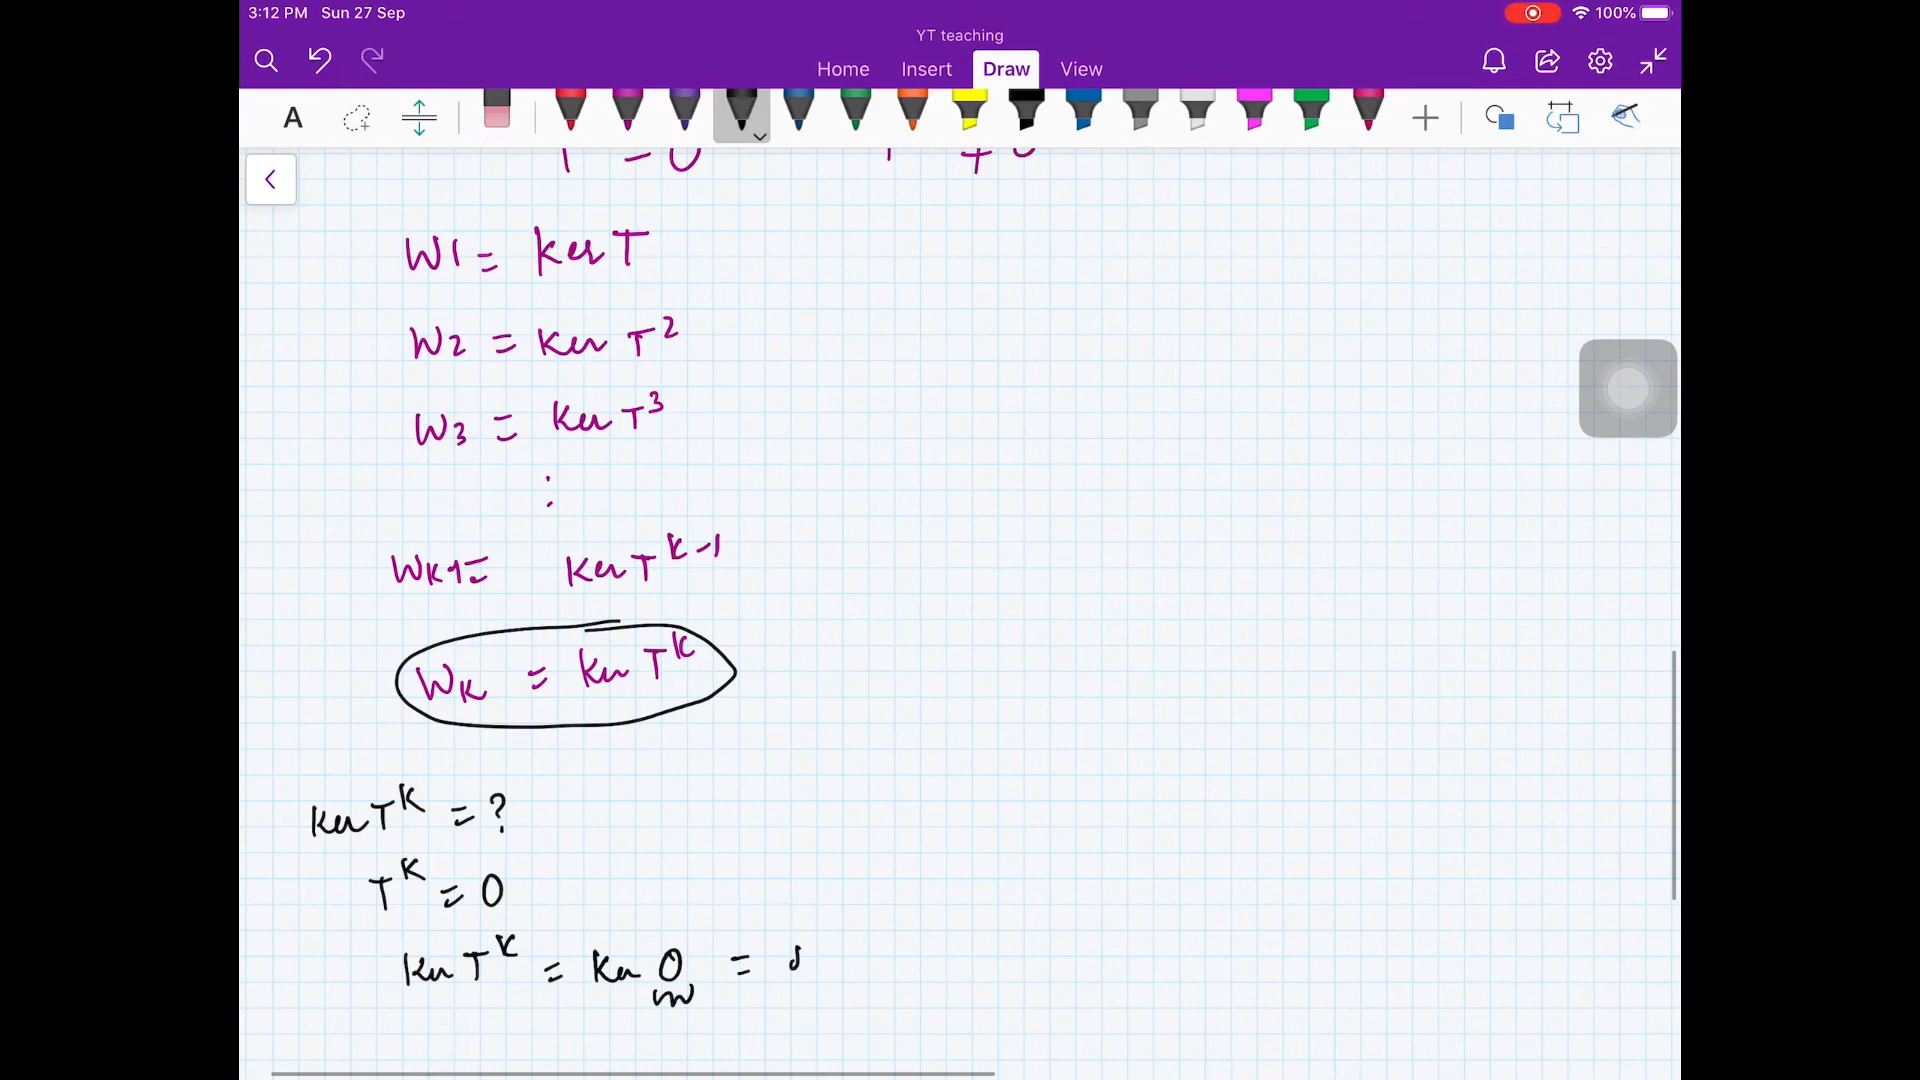 3:12 PM Sun 27 Sep
100%
YT teaching
Home Insert Draw View
A
W1 = Ker T
W2 = Ker T²
W3 = Ker T³
⋮
WK-1 = Ker T^K-1
WK = Ker T^K
Ker T^K = ?
T^K = 0
Ker T^K = Ker 0 =